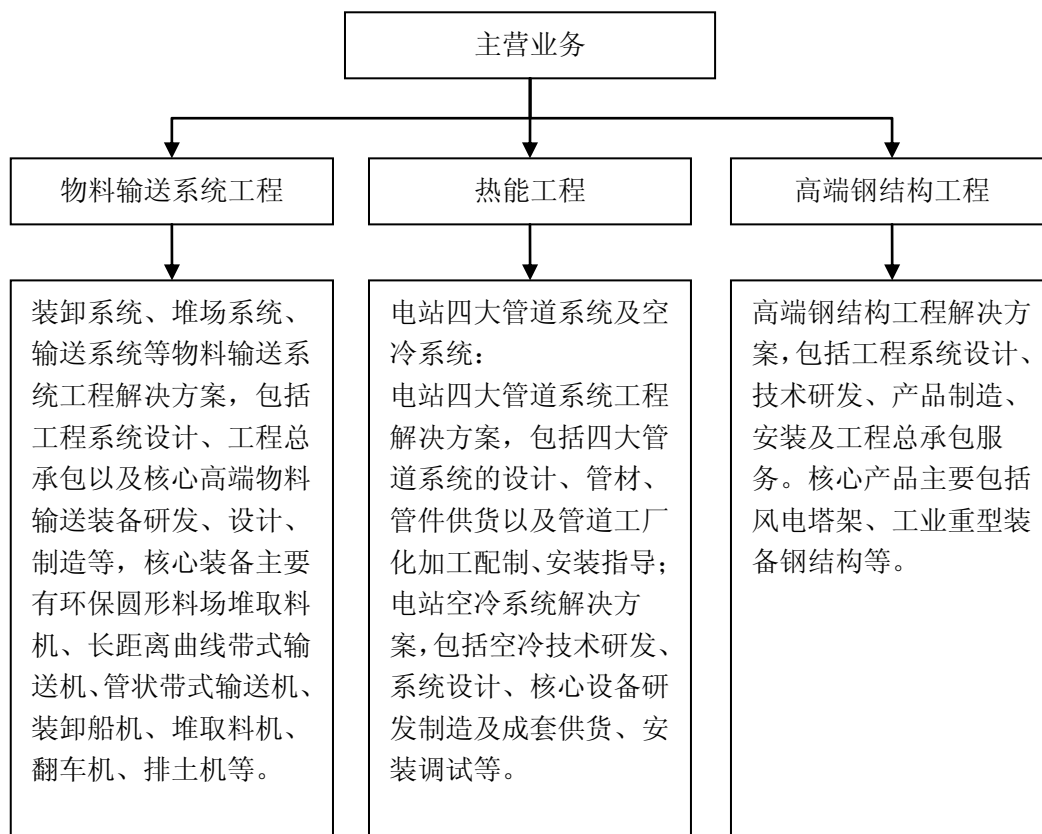 主营业务
物料输送系统工程
热能工程
高端钢结构工程
装卸系统、堆场系统、
输送系统等物料输送系
统工程解决方案，包括
工程系统设计、工程总
承包以及核心高端物料
输送装备研发、设计、
制造等，核心装备主要
有环保圆形料场堆取料
机、长距离曲线带式输
送机、管状带式输送机、
装卸船机、堆取料机、
翻车机、排土机等。
电站四大管道系统及空
冷系统：
电站四大管道系统工程
解决方案，包括四大管
道系统的设计、管材、
管件供货以及管道工厂
化加工配制、安装指导；
电站空冷系统解决方
案，包括空冷技术研发、
系统设计、核心设备研
发制造及成套供货、安
装调试等。
高端钢结构工程解决方
案，包括工程系统设计、
技术研发、产品制造、
安装及工程总承包服
务。核心产品主要包括
风电塔架、工业重型装
备钢结构等。